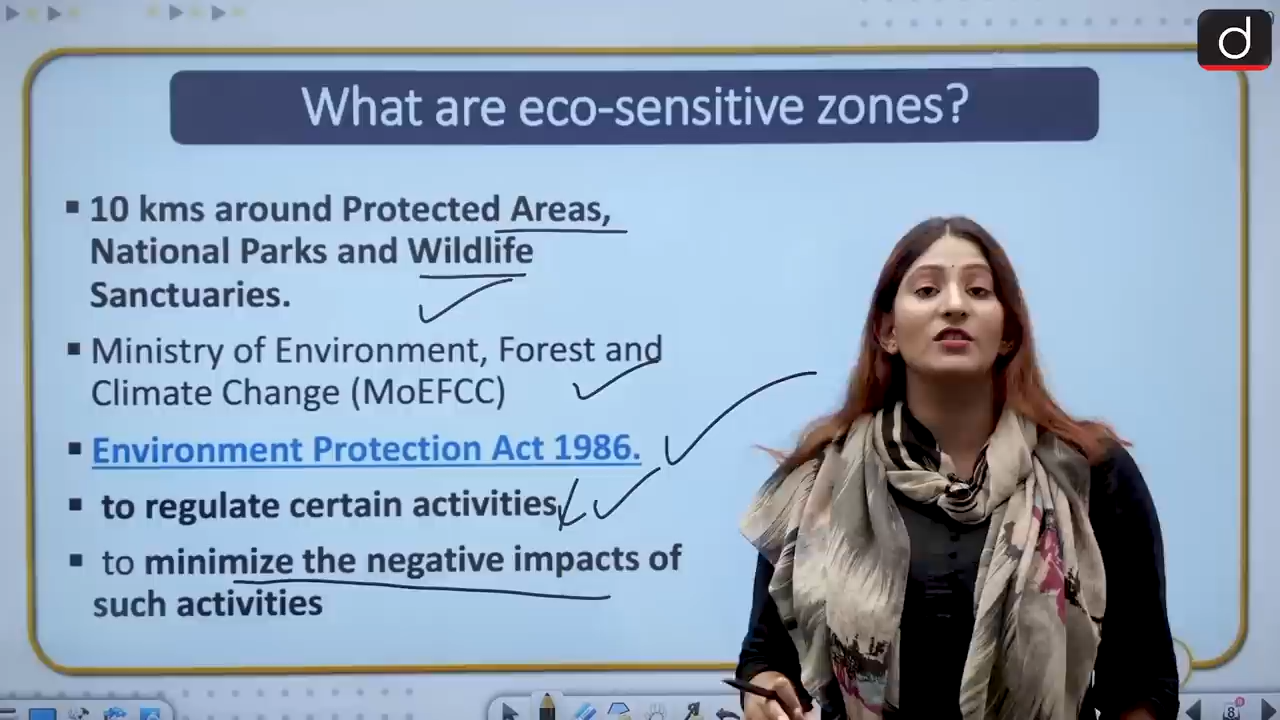 d
What are eco-sensitive zones?
▪ 10 kms around Protected Areas,
National Parks and Wildlife
Sanctuaries.
▪ Ministry of Environment, Forest and
Climate Change (MoEFCC)
▪ Environment Protection Act 1986.
▪ to regulate certain activities,
▪ to minimize the negative impacts of
such activities
8